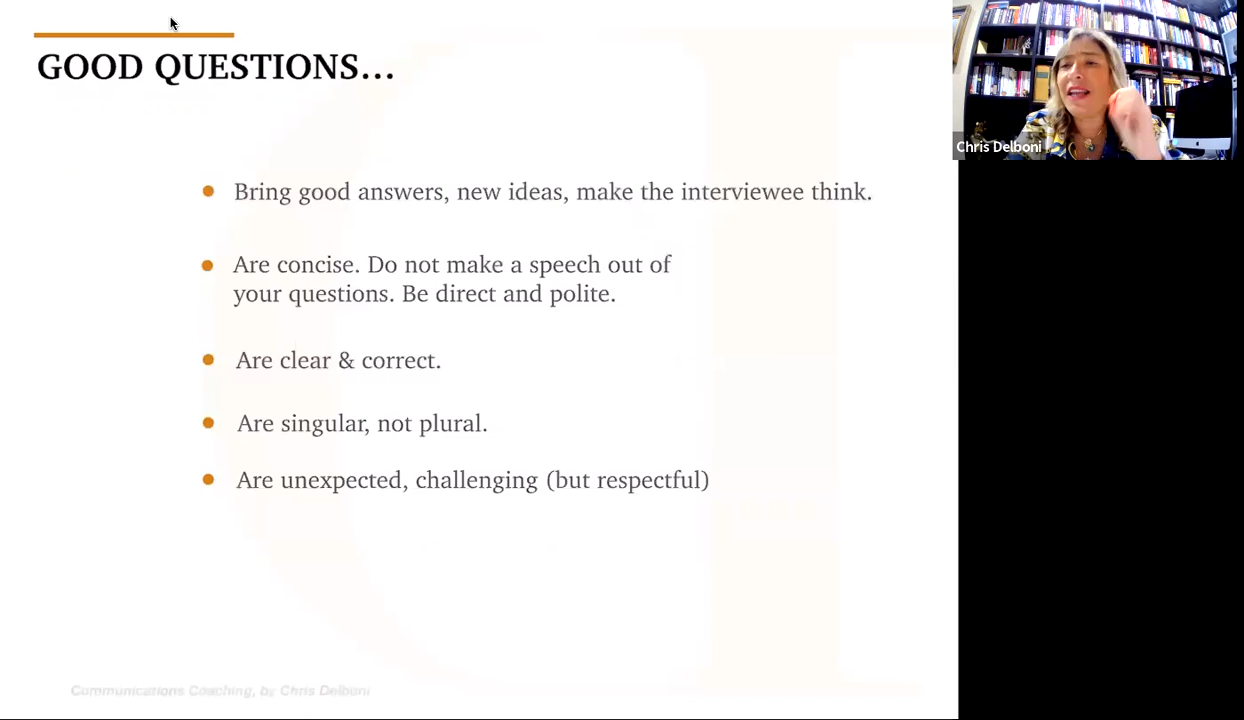 GOOD QUESTIONS...
Chris Delboni
Bring good answers, new ideas, make the interviewee think.
Are concise. Do not make a speech out of
your questions. Be direct and polite.
Are clear & correct.
Are singular, not plural.
Are unexpected, challenging (but respectful)
Communications Coaching, by Chris Delboni